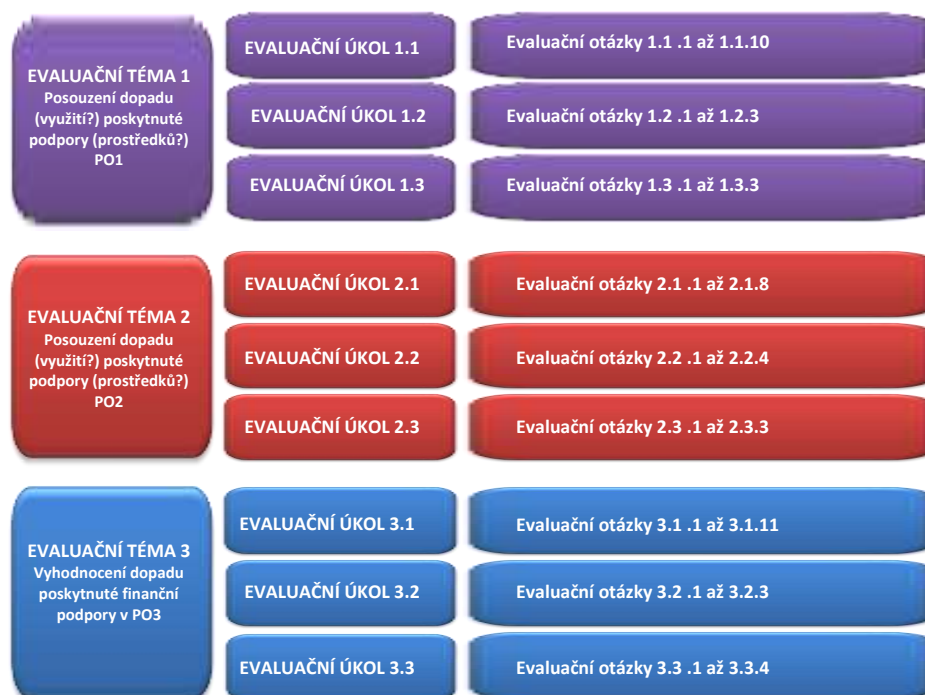 EVALUAČNÍ TÉMA 1
Posouzení dopadu
(využití?) poskytnuté
podpory (prostředků?)
PO1
EVALUAČNÍ ÚKOL 1.1
Evaluační otázky 1.1 .1 až 1.1.10
EVALUAČNÍ ÚKOL 1.2
Evaluační otázky 1.2 .1 až 1.2.3
EVALUAČNÍ ÚKOL 1.3
Evaluační otázky 1.3 .1 až 1.3.3
EVALUAČNÍ TÉMA 2
Posouzení dopadu
(využití?) poskytnuté
podpory (prostředků?)
PO2
EVALUAČNÍ ÚKOL 2.1
Evaluační otázky 2.1 .1 až 2.1.8
EVALUAČNÍ ÚKOL 2.2
Evaluační otázky 2.2 .1 až 2.2.4
EVALUAČNÍ ÚKOL 2.3
Evaluační otázky 2.3 .1 až 2.3.3
EVALUAČNÍ TÉMA 3
Vyhodnocení dopadu
poskytnuté finanční
podpory v PO3
EVALUAČNÍ ÚKOL 3.1
Evaluační otázky 3.1 .1 až 3.1.11
EVALUAČNÍ ÚKOL 3.2
Evaluační otázky 3.2 .1 až 3.2.3
EVALUAČNÍ ÚKOL 3.3
Evaluační otázky 3.3 .1 až 3.3.4